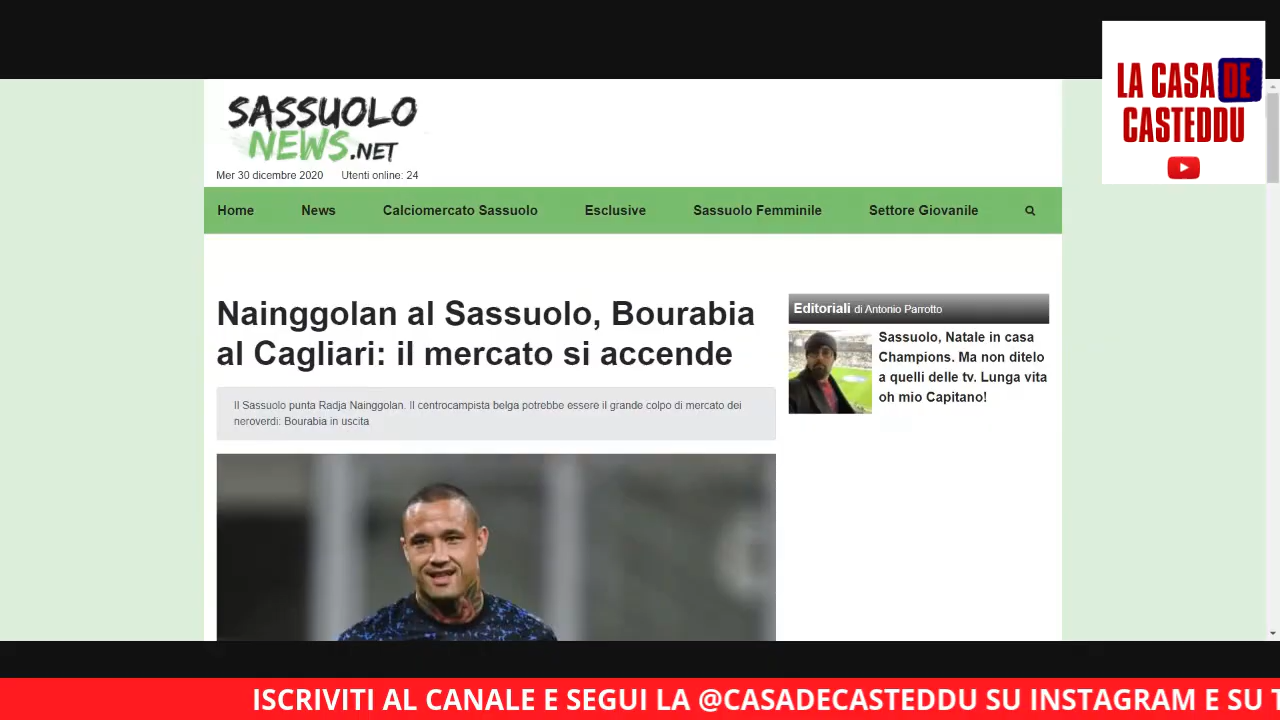 LA CASA DE
CASTEDDU
SASSUOLO
NEWS.NET
Mer 30 dicembre 2020 Utenti online: 24
Home News Calciomercato Sassuolo Esclusive Sassuolo Femminile Settore Giovanile
Nainggolan al Sassuolo, Bourabia
al Cagliari: il mercato si accende
Il Sassuolo punta Radja Nainggolan. Il centrocampista belga potrebbe essere il grande colpo di mercato dei
neroverdi: Bourabia in uscita
Editoriali di Antonio Parrotto
Sassuolo, Natale in casa
Champions. Ma non ditelo
a quelli delle tv. Lunga vita
oh mio Capitano!
ISCRIVITI AL CANALE E SEGUI LA @CASADECASTEDDU SU INSTAGRAM E SU T